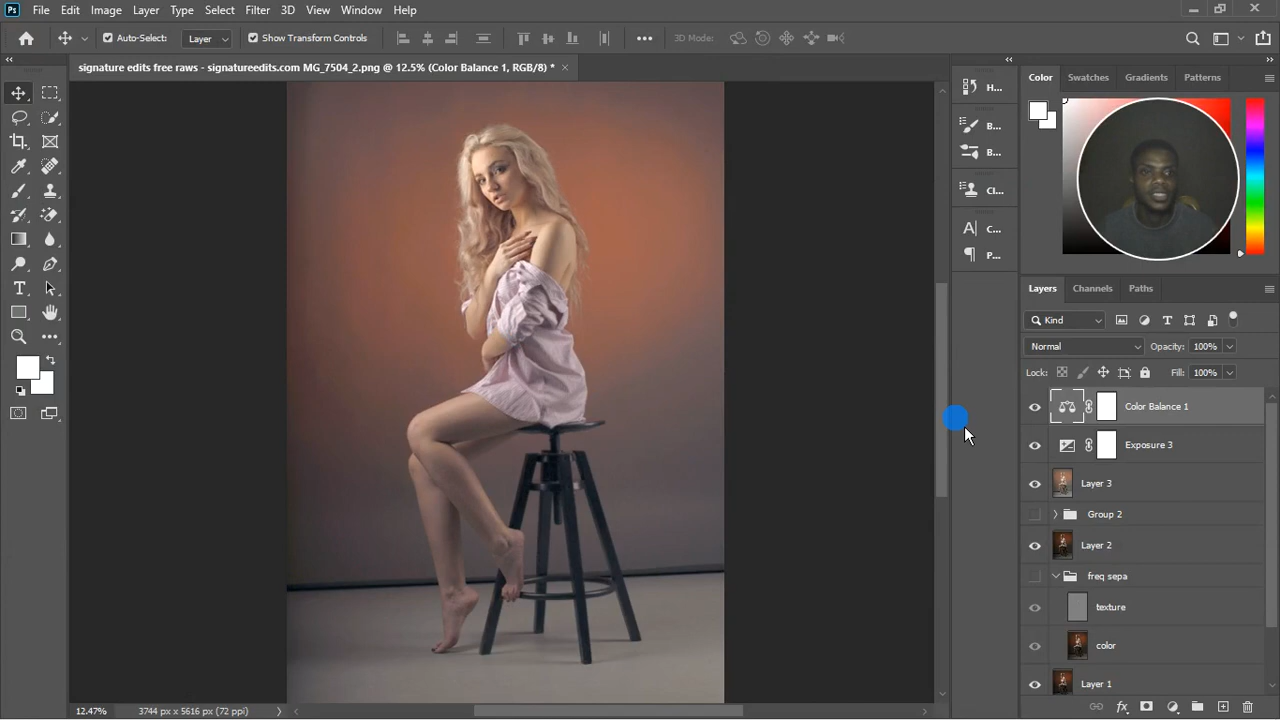 Ps File Edit Image Layer Type Select Filter 3D View Window Help
Auto-Select: Layer Show Transform Controls 3D Mode:
signature edits free raws - signatureedits.com MG_7504_2.png @ 12.5% (Color Balance 1, RGB/8) *
Color Swatches Gradients Patterns
H...
B...
B...
Cl...
C...
P...
Layers Channels Paths
Kind
Normal Opacity: 100%
Lock: Fill: 100%
Color Balance 1
Exposure 3
Layer 3
Group 2
Layer 2
freq sepa
texture
color
Layer 1
12.47% 3744 px x 5616 px (72 ppi)